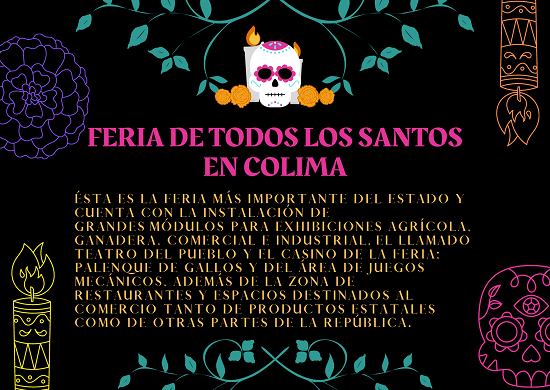 FERIA DE TODOS LOS SANTOS
EN COLIMA
ÉSTA ES LA FERIA MÁS IMPORTANTE DEL ESTADO Y
CUENTA CON LA INSTALACIÓN DE
GRANDES MÓDULOS PARA EXHIBICIONES AGRÍCOLA,
GANADERA, COMERCIAL E INDUSTRIAL, EL LLAMADO
TEATRO DEL PUEBLO Y EL CASINO DE LA FERIA;
PALENQUE DE GALLOS Y DEL ÁREA DE JUEGOS
MECÁNICOS, ADEMÁS DE LA ZONA DE
RESTAURANTES Y ESPACIOS DESTINADOS AL
COMERCIO TANTO DE PRODUCTOS ESTATALES
COMO DE OTRAS PARTES DE LA REPÚBLICA.